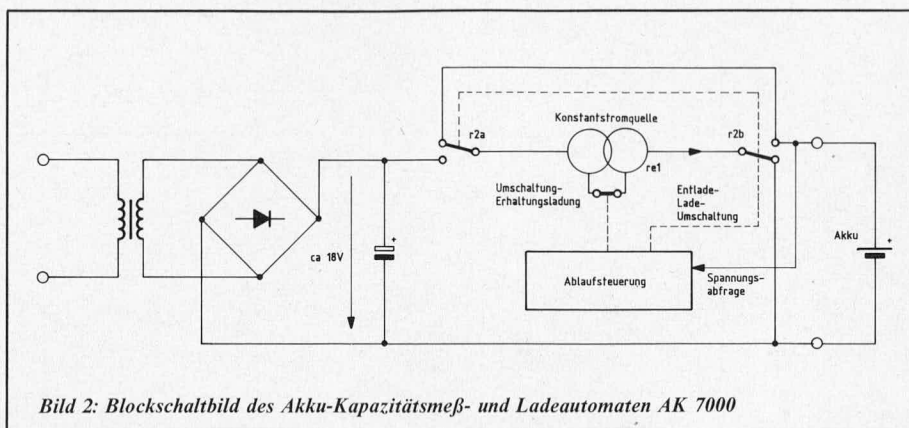 Konstantstromquelle
r2a
r2b
re1
Umschaltung-
Erhaltungsladung
Entlade-
Lade-
Umschaltung
ca 18V
+
Akku
+
Ablaufsteuerung
Spannungs-
abfrage
Bild 2: Blockschaltbild des Akku-Kapazitätsmeß- und Ladeautomaten AK 7000